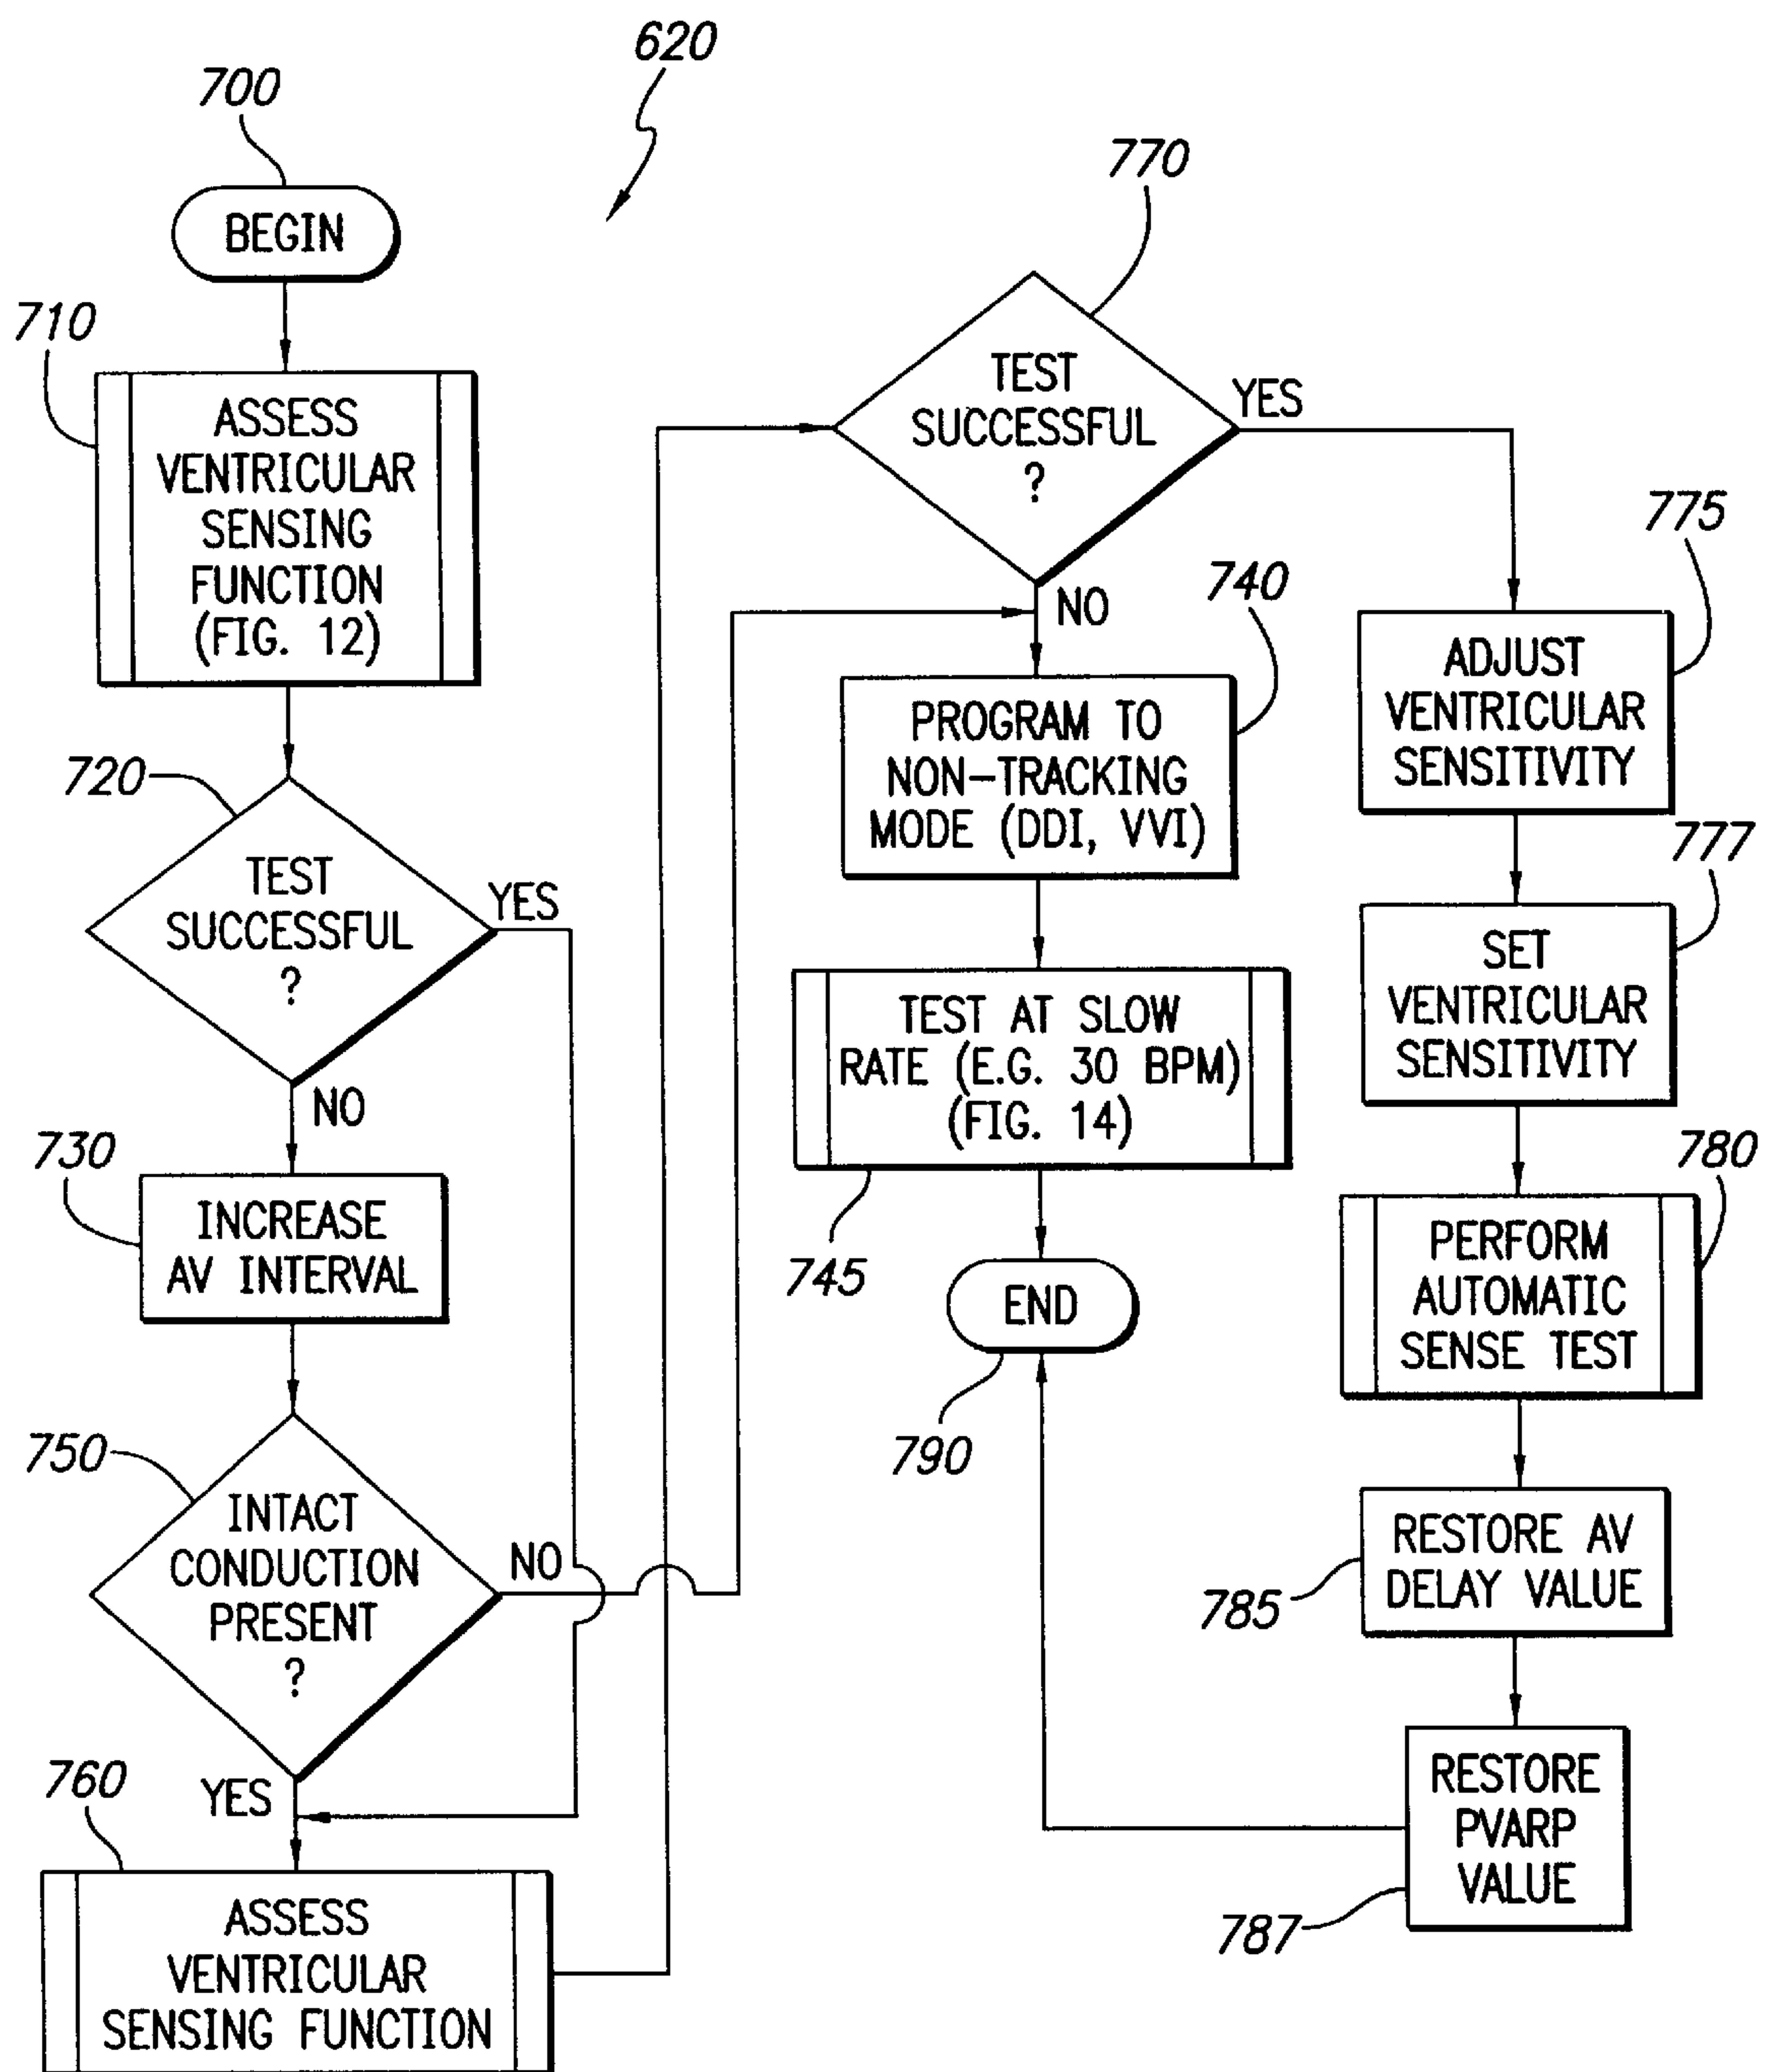 620
700
BEGIN
710
ASSESS
VENTRICULAR
SENSING
FUNCTION
(FIG. 12)
720
TEST
SUCCESSFUL
?
YES
NO
730
INCREASE
AV INTERVAL
750
INTACT
CONDUCTION
PRESENT
?
NO
YES
760
ASSESS
VENTRICULAR
SENSING FUNCTION
770
TEST
SUCCESSFUL
?
YES
NO
740
PROGRAM TO
NON-TRACKING
MODE (DDI, VVI)
TEST AT SLOW
RATE (E.G. 30 BPM)
(FIG. 14)
745
END
790
775
ADJUST
VENTRICULAR
SENSITIVITY
777
SET
VENTRICULAR
SENSITIVITY
780
PERFORM
AUTOMATIC
SENSE TEST
RESTORE AV
DELAY VALUE
785
RESTORE
PVARP
VALUE
787